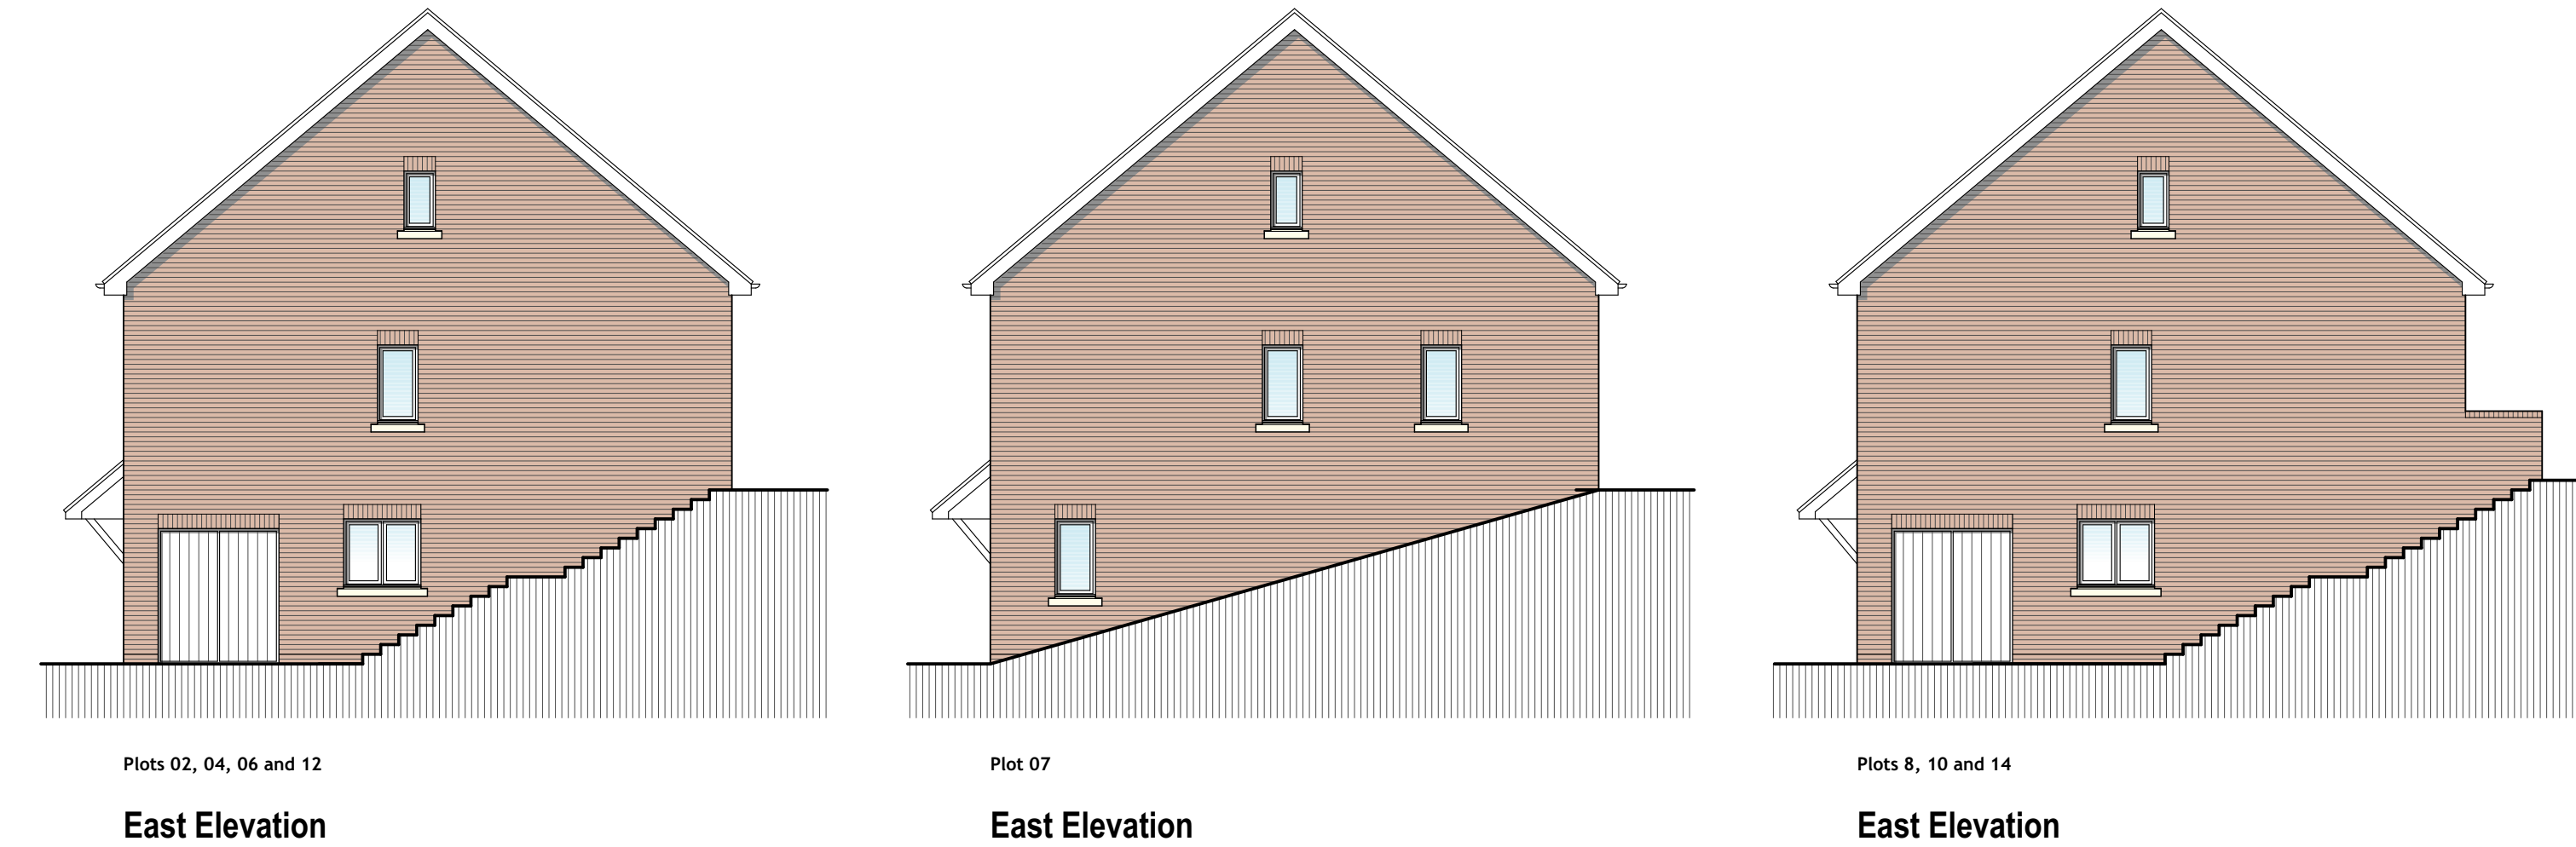 Plots 02, 04, 06 and 12
East Elevation
Plot 07
East Elevation
Plots 8, 10 and 14
East Elevation